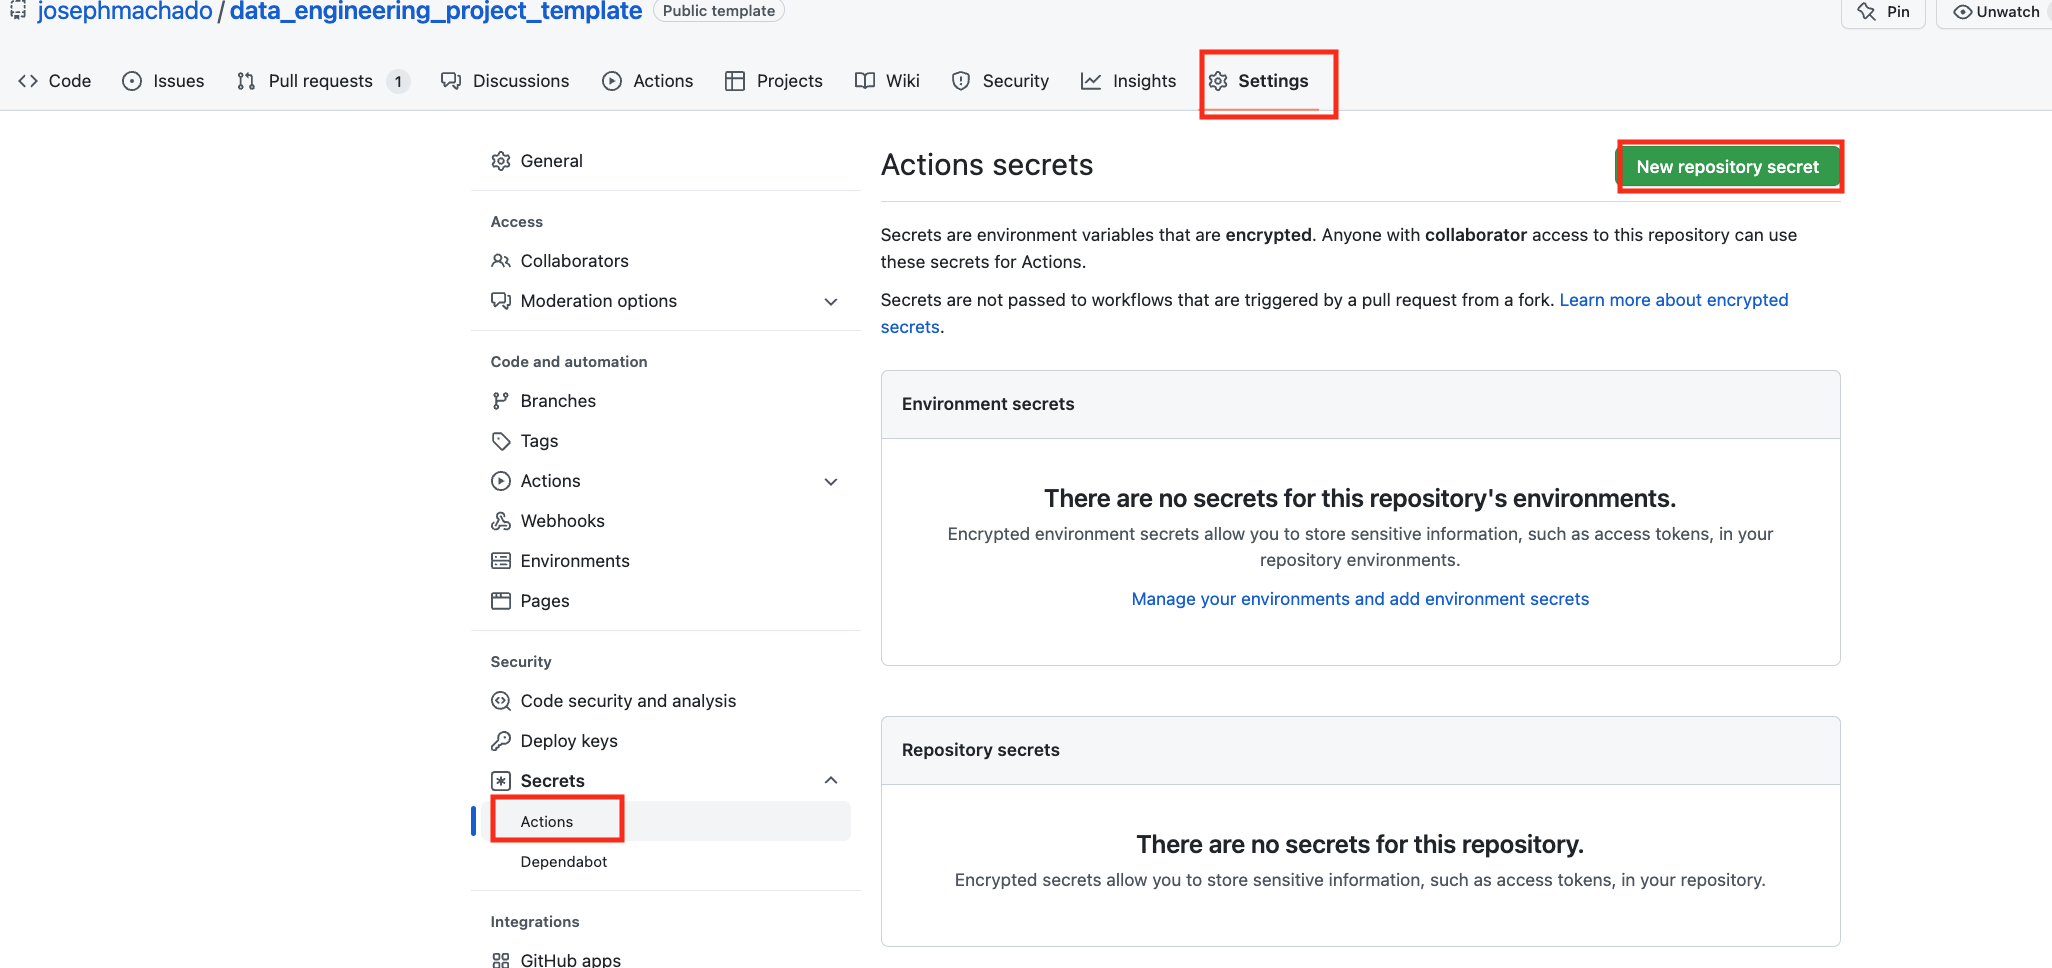 josephmachado / data_engineering_project_template Public template Pin Unwatch
Code Issues Pull requests 1 Discussions Actions Projects Wiki Security Insights Settings
General
Access
Collaborators
Moderation options
Code and automation
Branches
Tags
Actions
Webhooks
Environments
Pages
Security
Code security and analysis
Deploy keys
Secrets
Actions
Dependabot
Integrations
GitHub apps
Actions secrets
New repository secret
Secrets are environment variables that are encrypted. Anyone with collaborator access to this repository can use
these secrets for Actions.
Secrets are not passed to workflows that are triggered by a pull request from a fork. Learn more about encrypted
secrets.
Environment secrets
There are no secrets for this repository's environments.
Encrypted environment secrets allow you to store sensitive information, such as access tokens, in your
repository environments.
Manage your environments and add environment secrets
Repository secrets
There are no secrets for this repository.
Encrypted secrets allow you to store sensitive information, such as access tokens, in your repository.